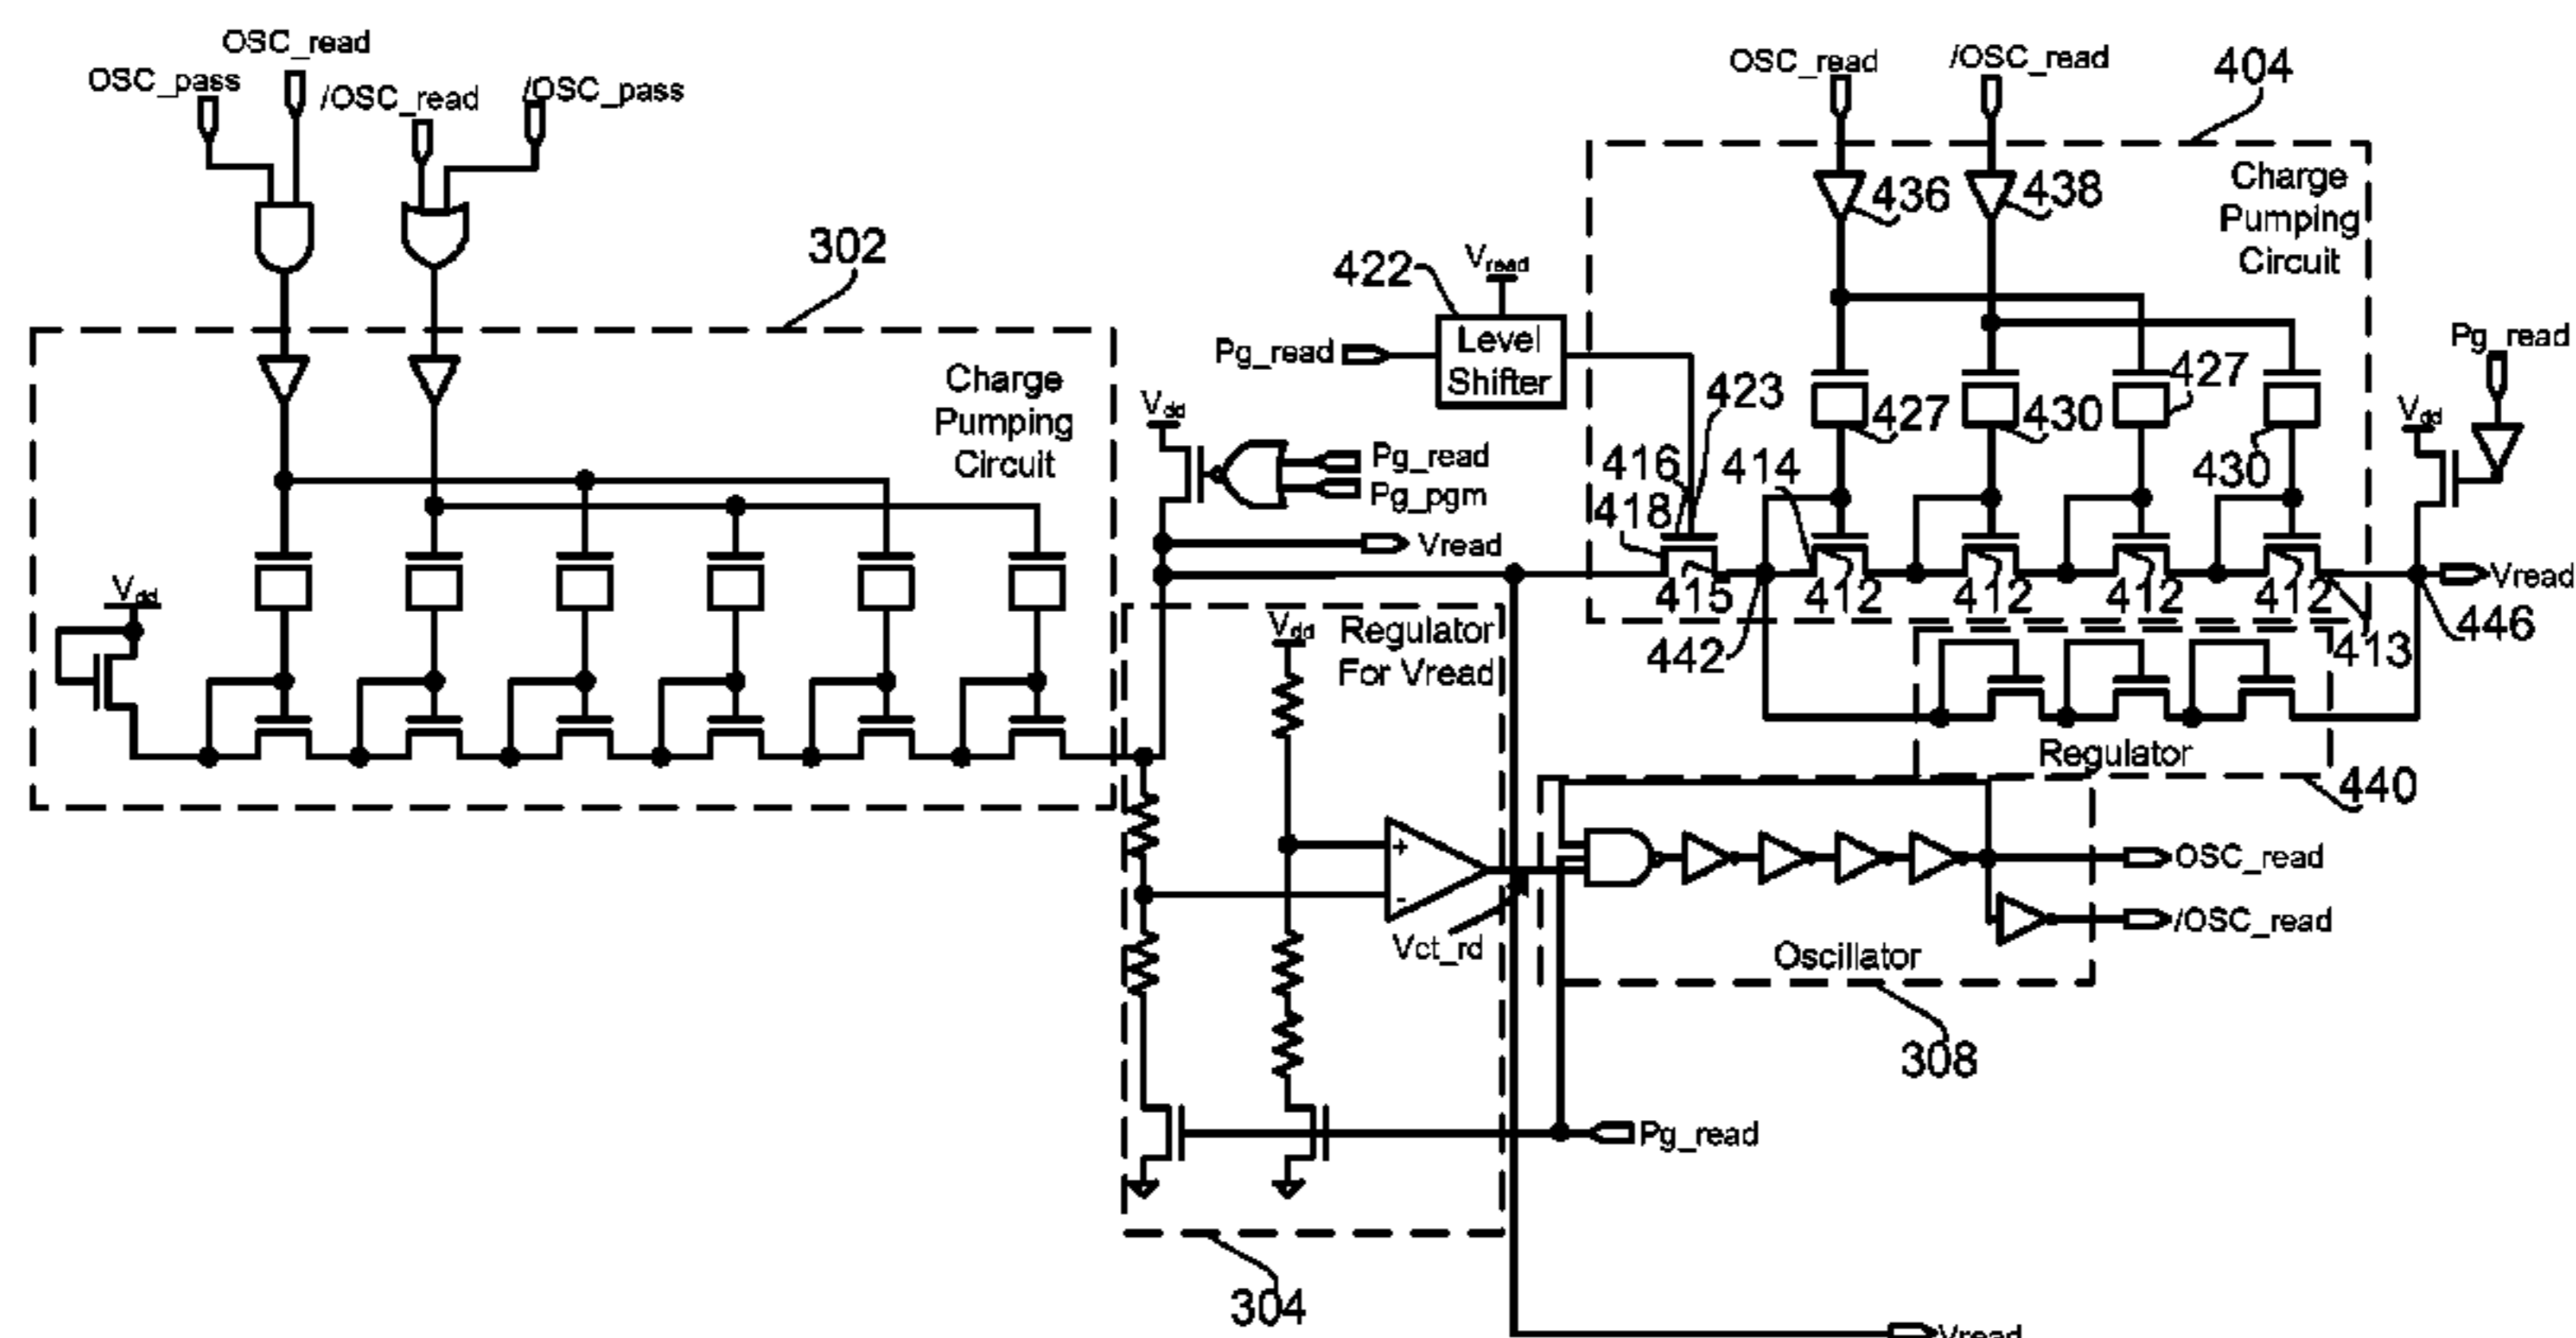 OSC_read
OSC_pass
/OSC_read
/OSC_pass
302
Charge
Pumping
Circuit
Vdd
Vdd
Pg_read
Pg_pgm
Vread
422
Vread
Pg_read
Level
Shifter
OSC_read
/OSC_read
404
436
438
Charge
Pumping
Circuit
Pg_read
Vdd
423
427
430
427
430
416
414
418
415
412
412
412
412
413
442
446
Vread
Regulator
440
Regulator
For Vread
Vdd
+
-
Vct_rd
OSC_read
/OSC_read
Oscillator
308
Pg_read
304
Vread